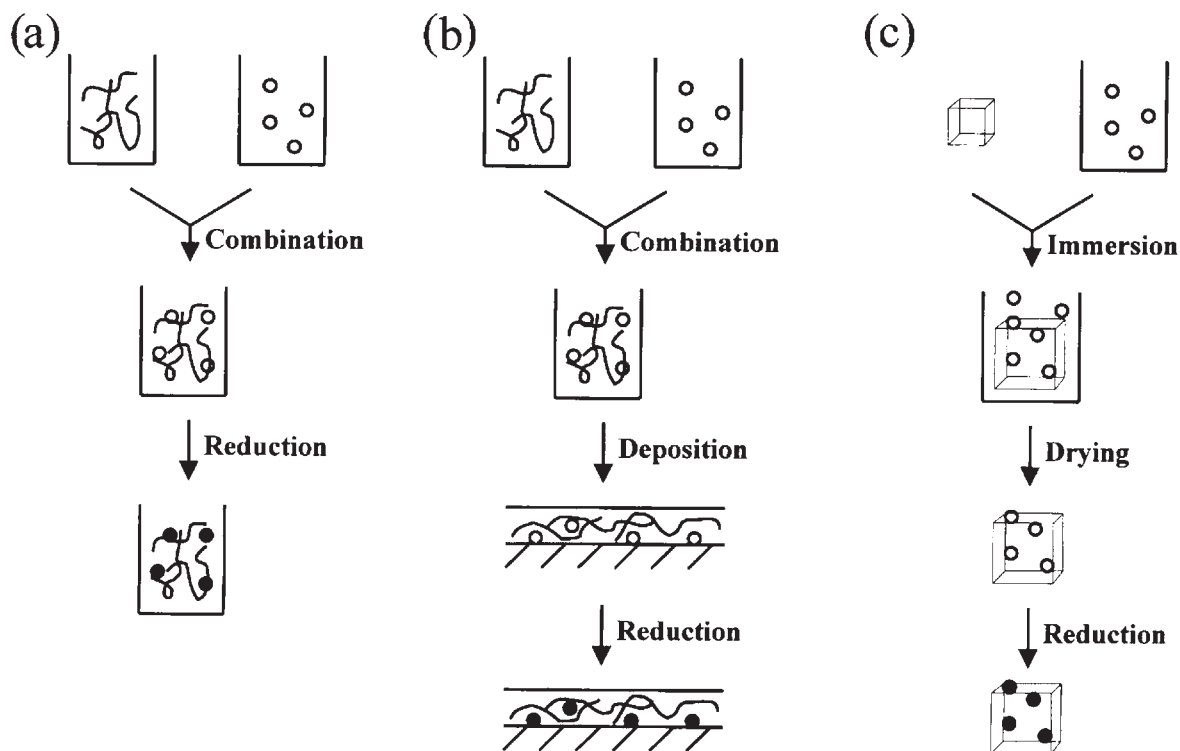 (a)
Combination
Reduction
(b)
Combination
Deposition
Reduction
(c)
Immersion
Drying
Reduction